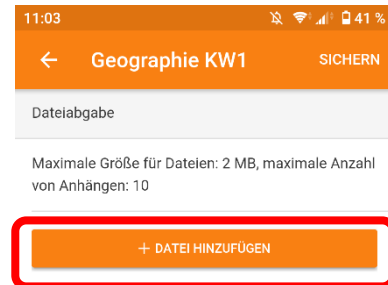 11:03 41 %
Geographie KW1 SICHERN
Dateiabgabe
Maximale Größe für Dateien: 2 MB, maximale Anzahl
von Anhängen: 10
+ DATEI HINZUFÜGEN